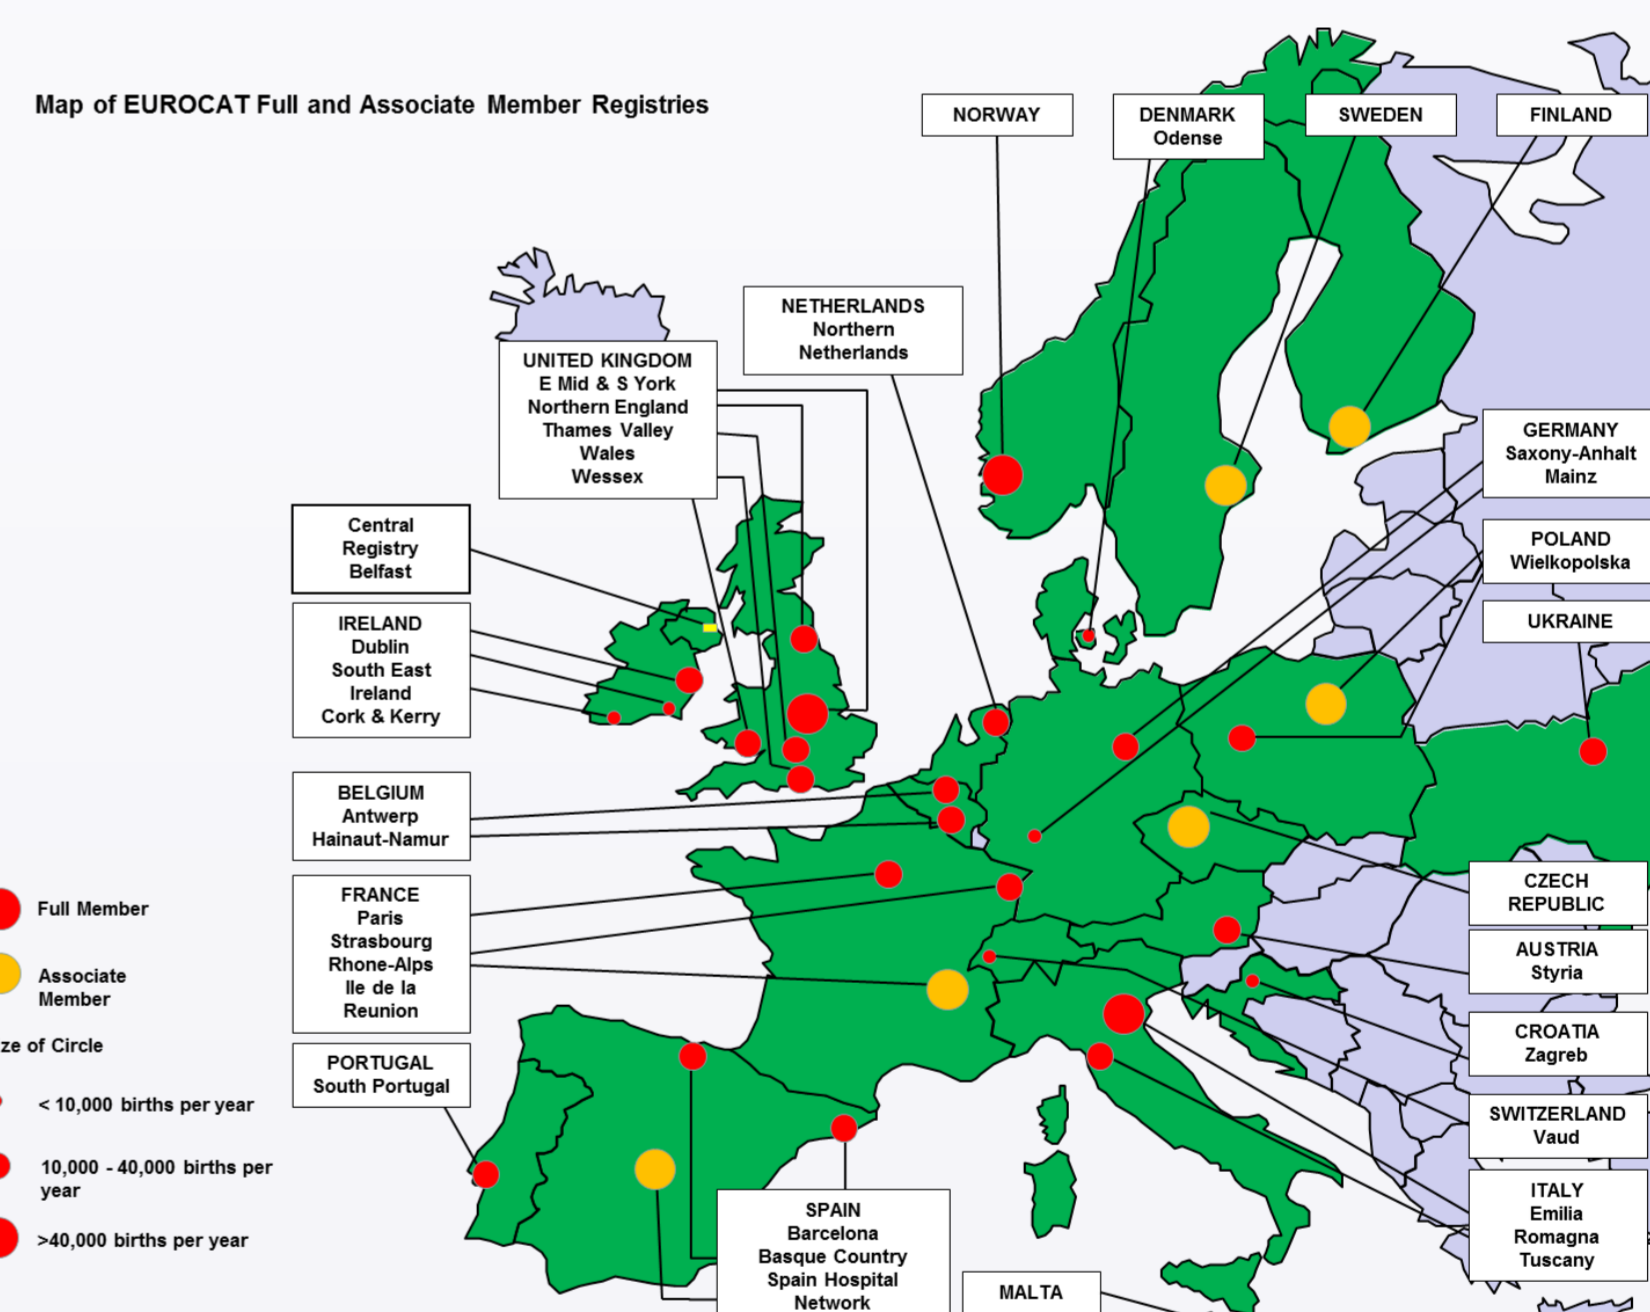 Map of EUROCAT Full and Associate Member Registries
NORWAY
DENMARK
Odense
SWEDEN
FINLAND
NETHERLANDS
Northern
Netherlands
UNITED KINGDOM
E Mid & S York
Northern England
Thames Valley
Wales
Wessex
GERMANY
Saxony-Anhalt
Mainz
Central
Registry
Belfast
POLAND
Wielkopolska
IRELAND
Dublin
South East
Ireland
Cork & Kerry
UKRAINE
BELGIUM
Antwerp
Hainaut-Namur
FRANCE
Paris
Strasbourg
Rhone-Alps
Ile de la
Reunion
CZECH
REPUBLIC
Full Member
AUSTRIA
Styria
Associate
Member
CROATIA
Zagreb
ze of Circle
PORTUGAL
South Portugal
< 10,000 births per year
SWITZERLAND
Vaud
10,000 - 40,000 births per
year
ITALY
Emilia
Romagna
Tuscany
>40,000 births per year
SPAIN
Barcelona
Basque Country
Spain Hospital
Network
MALTA